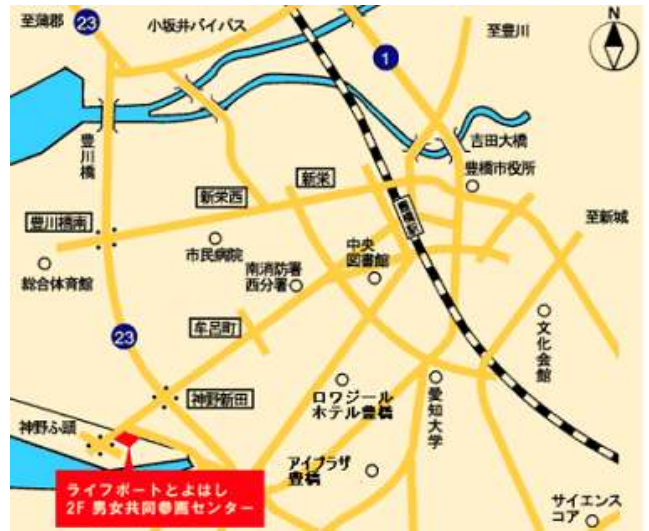 至蒲郡
23
小坂井バイパス
1
至豊川
N
豊川橋
吉田大橋
豊橋市役所
新栄
新栄西
豊川橋南
豊橋駅
至新城
市民病院
中央
図書館
総合体育館
南消防署
西分署
牟呂町
23
文化会館
神野新田
ロワジール
ホテル豊橋
愛知大学
神野ふ頭
アイプラザ
豊橋
ライフポートとよはし
2F 男女共同参画センター
サイエンス
コア